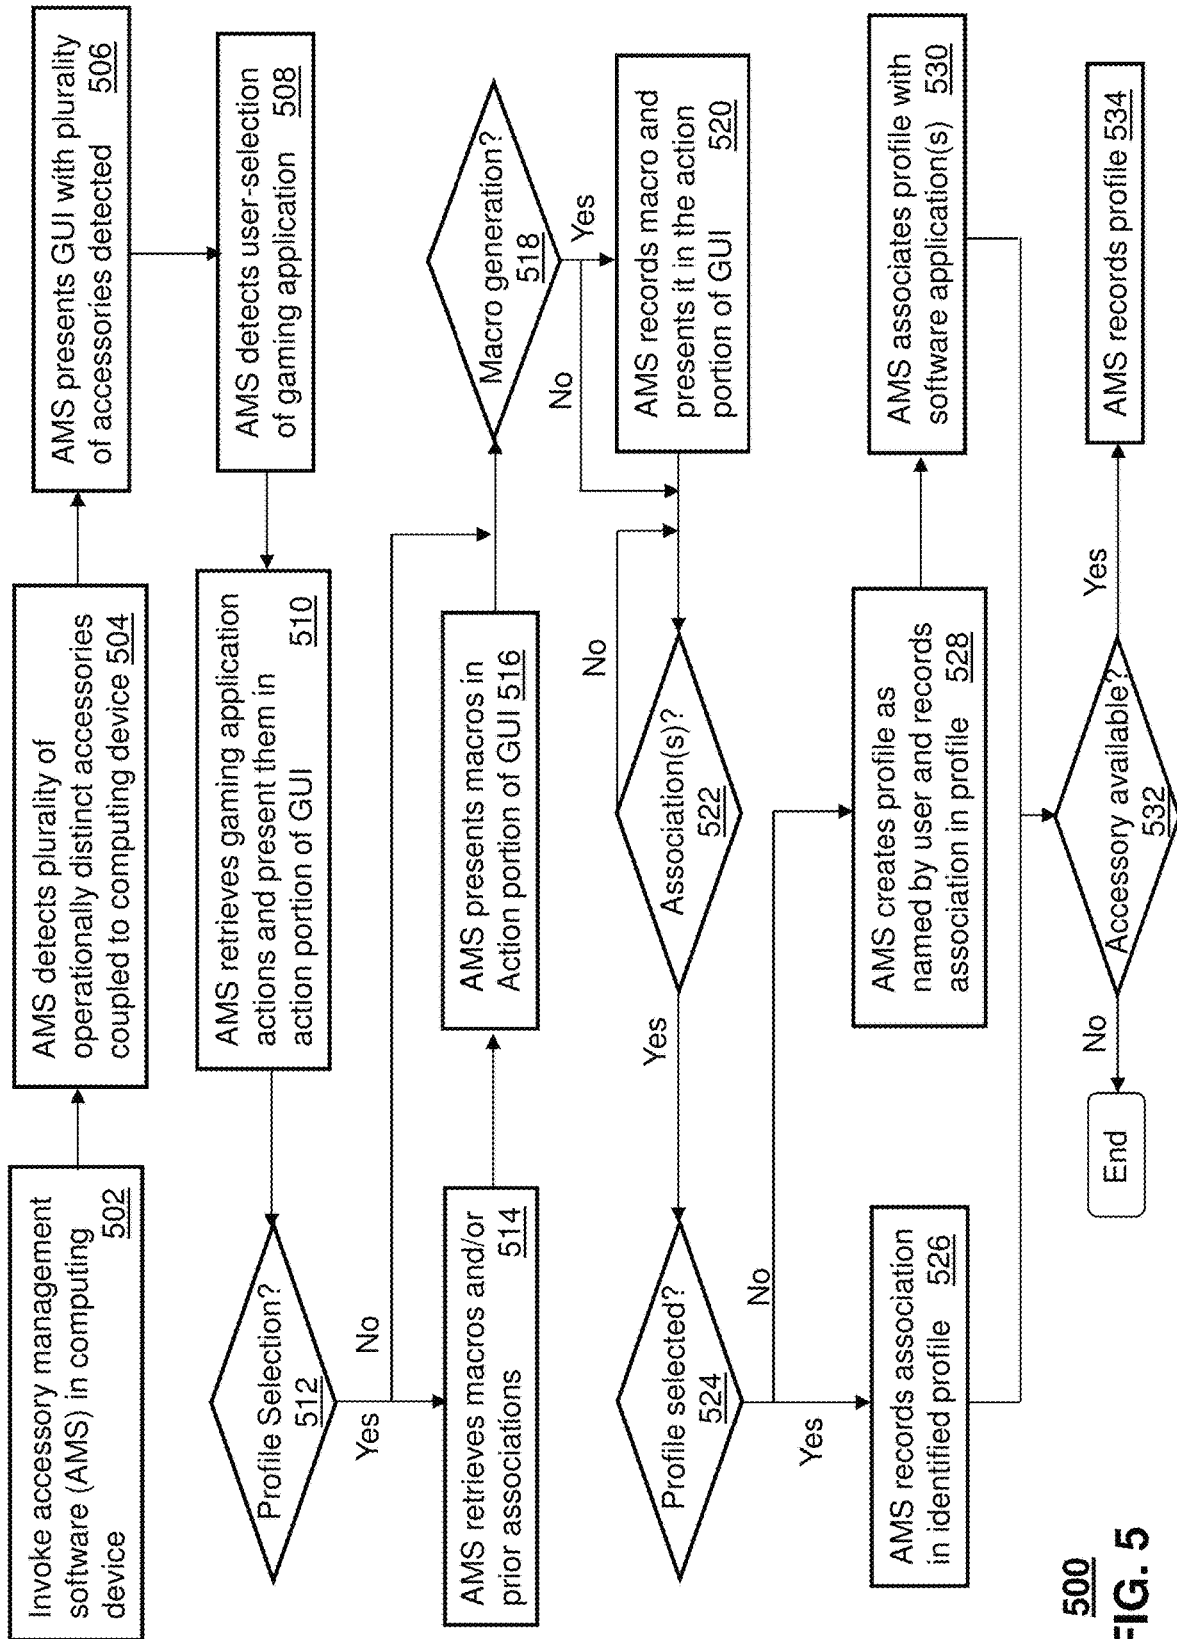 Invoke accessory management
software (AMS) in computing
device 502
AMS detects plurality of
operationally distinct accessories
coupled to computing device 504
AMS presents GUI with plurality
of accessories detected 506
AMS detects user-selection
of gaming application 508
AMS retrieves gaming application
actions and present them in
action portion of GUI 510
Profile Selection?
512
Yes
No
AMS retrieves macros and/or
prior associations 514
AMS presents macros in
Action portion of GUI 516
Macro generation?
518
Yes
No
AMS records macro and
presents it in the action
portion of GUI 520
Association(s)?
522
No
Yes
Profile selected?
524
No
Yes
AMS records association
in identified profile 526
AMS creates profile as
named by user and records
association in profile 528
AMS associates profile with
software application(s) 530
Accessory available?
532
No
Yes
End
AMS records profile 534
500
FIG. 5